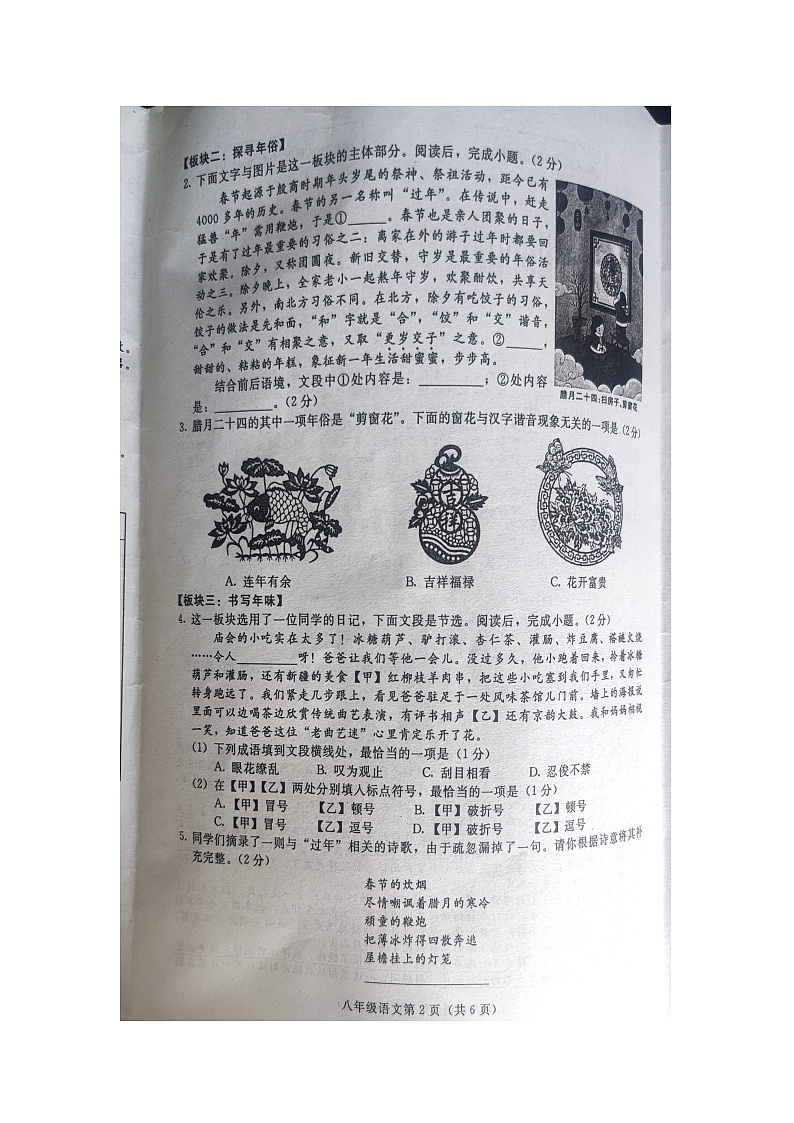 【板块二：探寻年俗】
2. 下面文字与图片是这一板块的主体部分。阅读后，完成小题。(2分)
春节起源于殷商时期年头岁尾的祭神、祭祖活动，距今已有
4000 多年的历史。春节的另一名称叫“过年”。在传说中，赶走
猛兽“年”常用鞭炮，于是①______。春节也是亲人团聚的日子，
于是有了过年最重要的习俗之二：离家在外的游子过年时都要回
家欢聚。除夕，又称团圆夜。新旧交替，守岁是最重要的年俗活
动之三。除夕晚上，全家老小一起熬年守岁，欢聚酣饮，共享天
伦之乐。另外，南北方习俗不同。在北方，除夕有吃饺子的习俗，
饺子的做法是先和面，“和”字就是“合”，“饺”和“交”谐音，
“合”和“交”有相聚之意，又取“更岁交子”之意。②______，
甜甜的、粘粘的年糕，象征新一年生活甜蜜蜜，步步高。
结合前后语境，文段中①处内容是：__________；②处内容
是：________。(2分)
腊月二十四：扫房子、剪窗花
3. 腊月二十四的其中一项年俗是“剪窗花”。下面的窗花与汉字谐音现象无关的一项是(2分)
吉
祥
A. 连年有余 B. 吉祥福禄 C. 花开富贵
【板块三：书写年味】
4. 这一板块选用了一位同学的日记，下面文段是节选。阅读后，完成小题。(2分)
庙会的小吃实在太多了！冰糖葫芦、驴打滚、杏仁茶、灌肠、炸豆腐、褡裢火烧
……令人__________呀！爸爸让我们等他一会儿。没过多久，他小跑着回来，拎着冰糖
葫芦和灌肠，还有新疆的美食【甲】红柳枝羊肉串，把这些小吃塞到我们手里，又匆忙
转身跑远了。我们紧走几步跟上，看见爸爸驻足于一处风味茶馆儿门前。墙上的海报说
里面可以边喝茶边欣赏传统曲艺表演，有评书相声【乙】还有京韵大鼓。我和妈妈相视
一笑，知道爸爸这位“老曲艺迷”心里肯定乐开了花。
(1) 下列成语填到文段横线处，最恰当的一项是 (1分)
A. 眼花缭乱 B. 叹为观止 C. 刮目相看 D. 忍俊不禁
(2) 在【甲】【乙】两处分别填入标点符号，最恰当的一项是 (1分)
A.【甲】冒号 【乙】顿号 B.【甲】破折号 【乙】顿号
C.【甲】冒号 【乙】逗号 D.【甲】破折号 【乙】逗号
5. 同学们摘录了一则与“过年”相关的诗歌，由于疏忽漏掉了一句。请你根据诗意将其补
充完整。(2分)
春节的炊烟
尽情嘲讽着腊月的寒冷
顽童的鞭炮
把薄冰炸得四散奔逃
屋檐挂上的灯笼
____________________
八年级语文第2页（共6页）